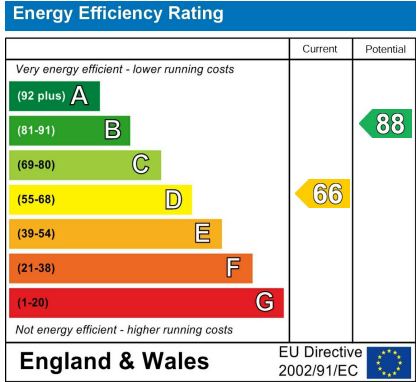 Energy Efficiency Rating
Current Potential
Very energy efficient - lower running costs
(92 plus) A
(81-91) B
88
(69-80) C
(55-68) D
66
(39-54) E
(21-38) F
(1-20) G
Not energy efficient - higher running costs
England & Wales
EU Directive
2002/91/EC